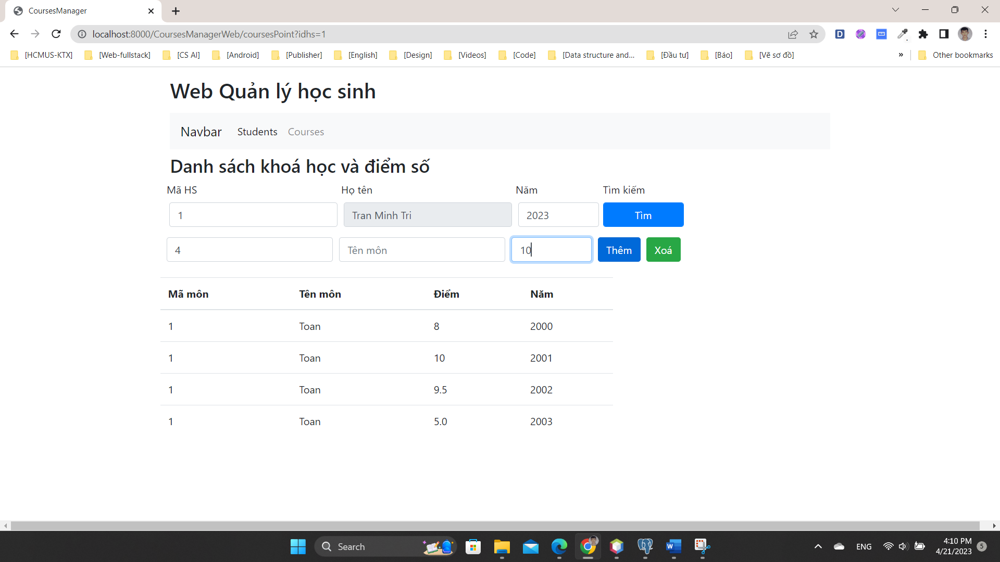 CoursesManager
localhost:8000/CoursesManagerWeb/coursesPoint?idhs=1
[HCMUS-KTX] [Web-fullstack] [CS AI] [Android] [Publisher] [English] [Design] [Videos] [Code] [Data structure and... [Đầu tư] [Báo] [Vẽ sơ đồ] » Other bookmarks
Web Quản lý học sinh
Navbar Students Courses
Danh sách khoá học và điểm số
Mã HS Họ tên Năm Tìm kiếm
1 Tran Minh Tri 2023 Tìm
4 Tên môn 10 Thêm Xoá
Mã môn Tên môn Điểm Năm
1 Toan 8 2000
1 Toan 10 2001
1 Toan 9.5 2002
1 Toan 5.0 2003
Search ENG 4:10 PM 5
4/21/2023